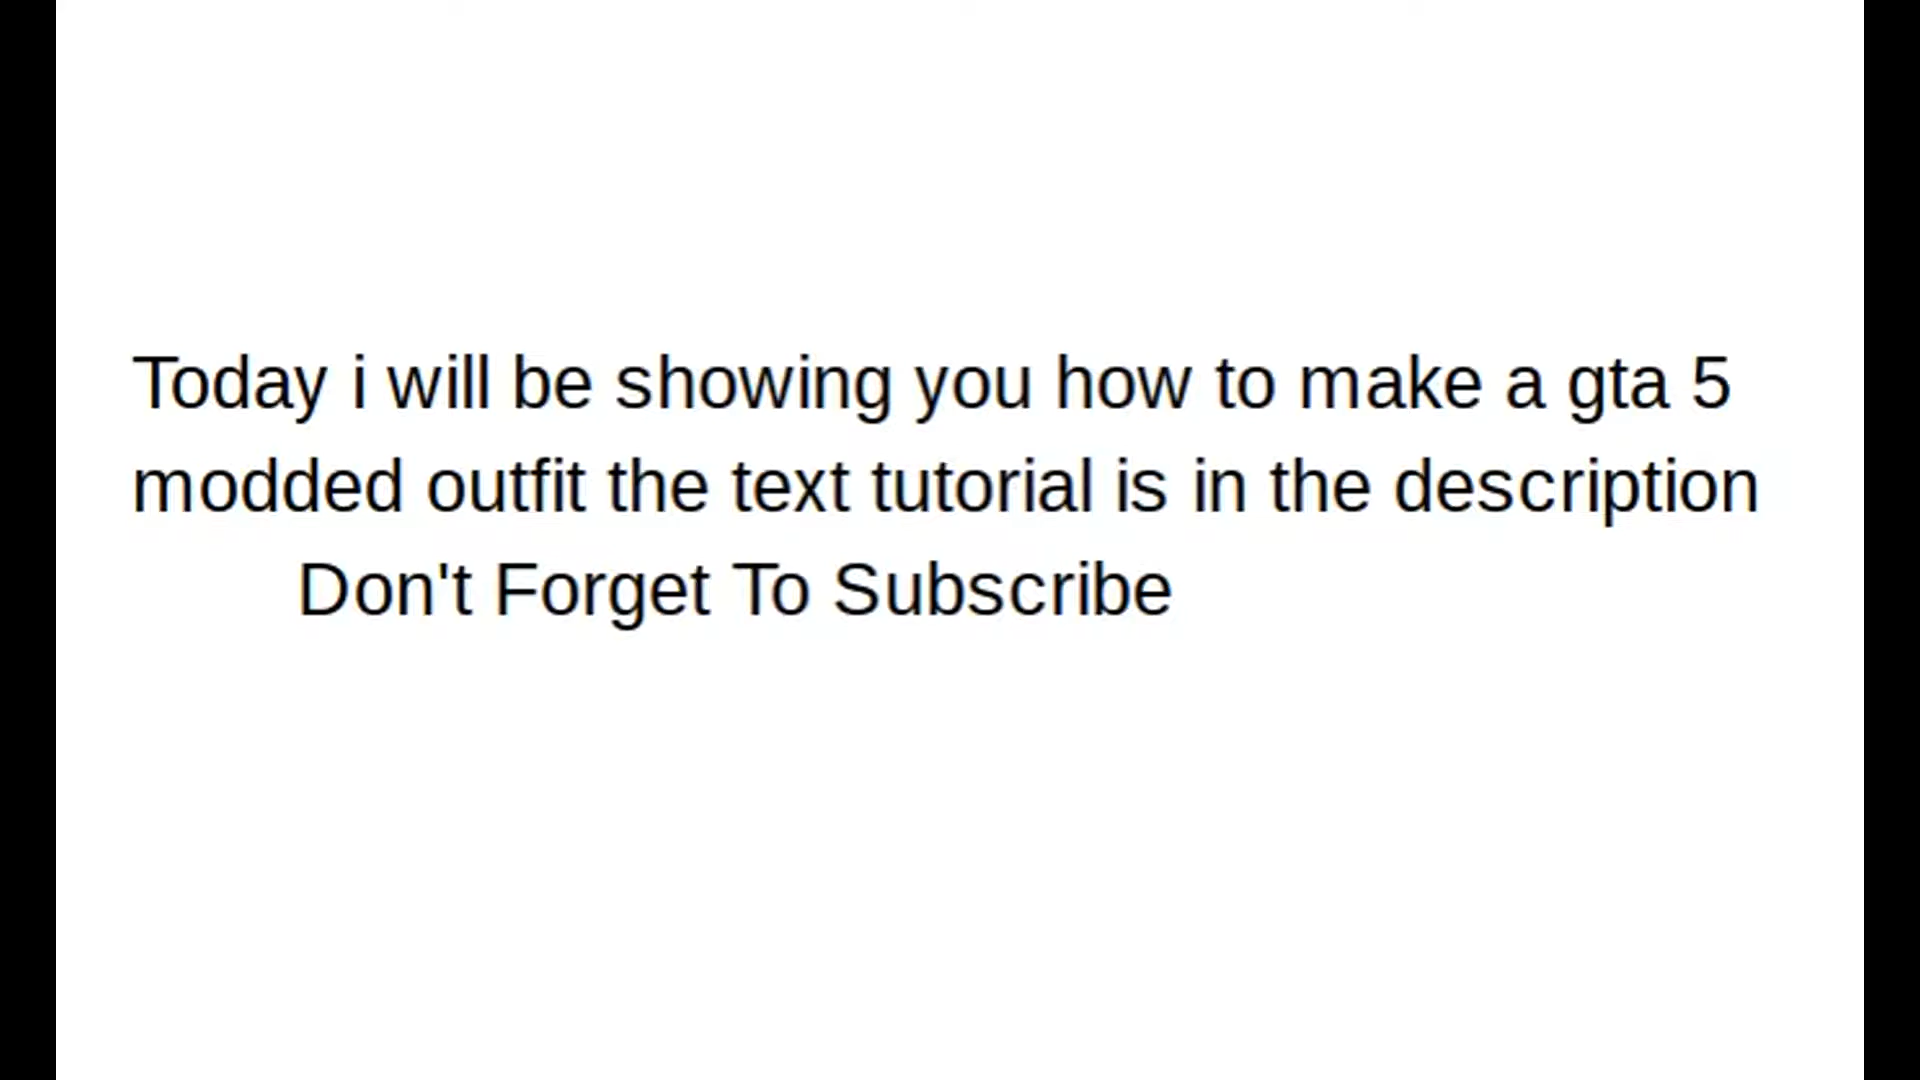 Today i will be showing you how to make a gta 5
modded outfit the text tutorial is in the description
Don't Forget To Subscribe